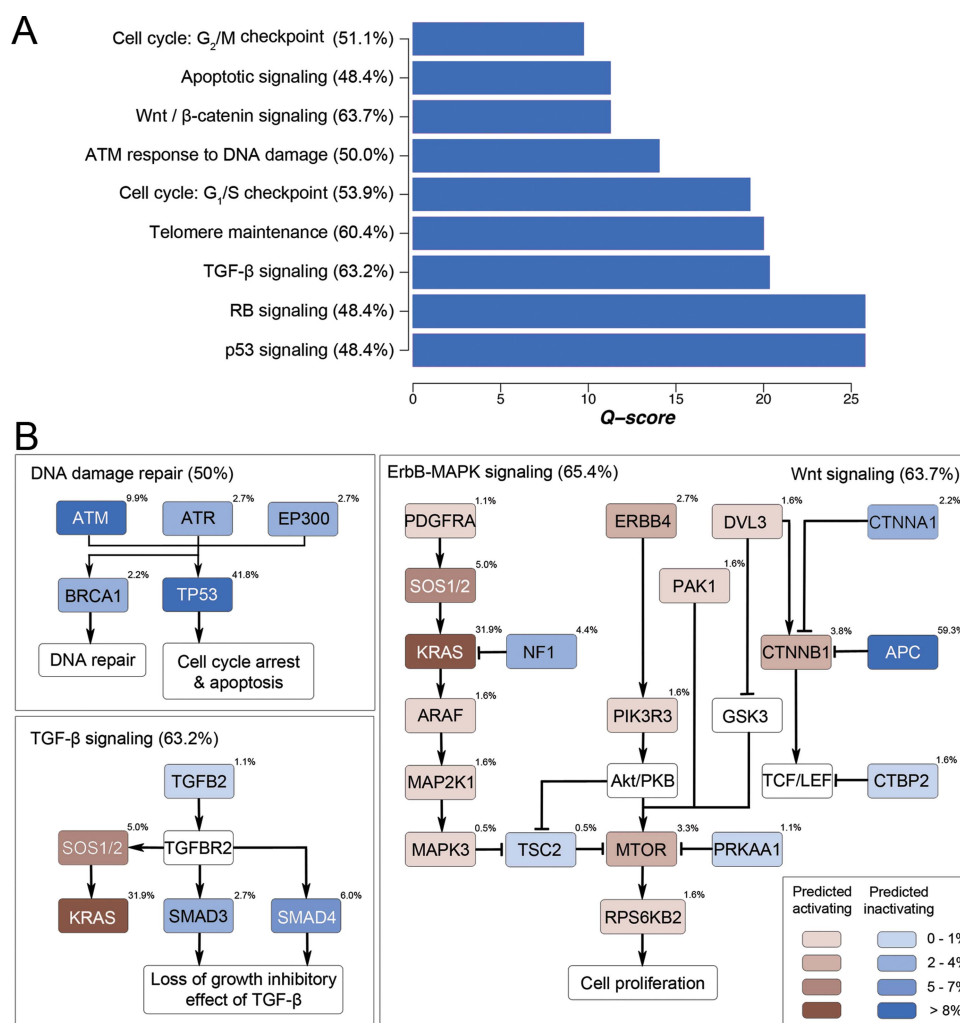 A
Cell cycle: G2/M checkpoint (51.1%)
Apoptotic signaling (48.4%)
Wnt / β-catenin signaling (63.7%)
ATM response to DNA damage (50.0%)
Cell cycle: G1/S checkpoint (53.9%)
Telomere maintenance (60.4%)
TGF-β signaling (63.2%)
RB signaling (48.4%)
p53 signaling (48.4%)
0 5 10 15 20 25
Q-score
B
DNA damage repair (50%)
9.9% 2.7% 2.7%
ATM ATR EP300
2.2% 41.8%
BRCA1 TP53
DNA repair
Cell cycle arrest
& apoptosis
TGF-β signaling (63.2%)
1.1%
TGFB2
5.0%
SOS1/2 TGFBR2
31.9% 2.7% 6.0%
KRAS SMAD3 SMAD4
Loss of growth inhibitory
effect of TGF-β
ErbB-MAPK signaling (65.4%) Wnt signaling (63.7%)
1.1% 2.7% 1.6% 2.2%
PDGFRA ERBB4 DVL3 CTNNA1
5.0% 1.6%
SOS1/2 PAK1
31.9% 4.4% 3.8% 59.3%
KRAS NF1 CTNNB1 APC
1.6% 1.6%
ARAF PIK3R3 GSK3
1.6% 1.6%
MAP2K1 Akt/PKB TCF/LEF CTBP2
0.5% 0.5% 3.3% 1.1%
MAPK3 TSC2 MTOR PRKAA1
1.6%
RPS6KB2
Cell proliferation
Predicted Predicted
activating inactivating
0 - 1%
2 - 4%
5 - 7%
> 8%